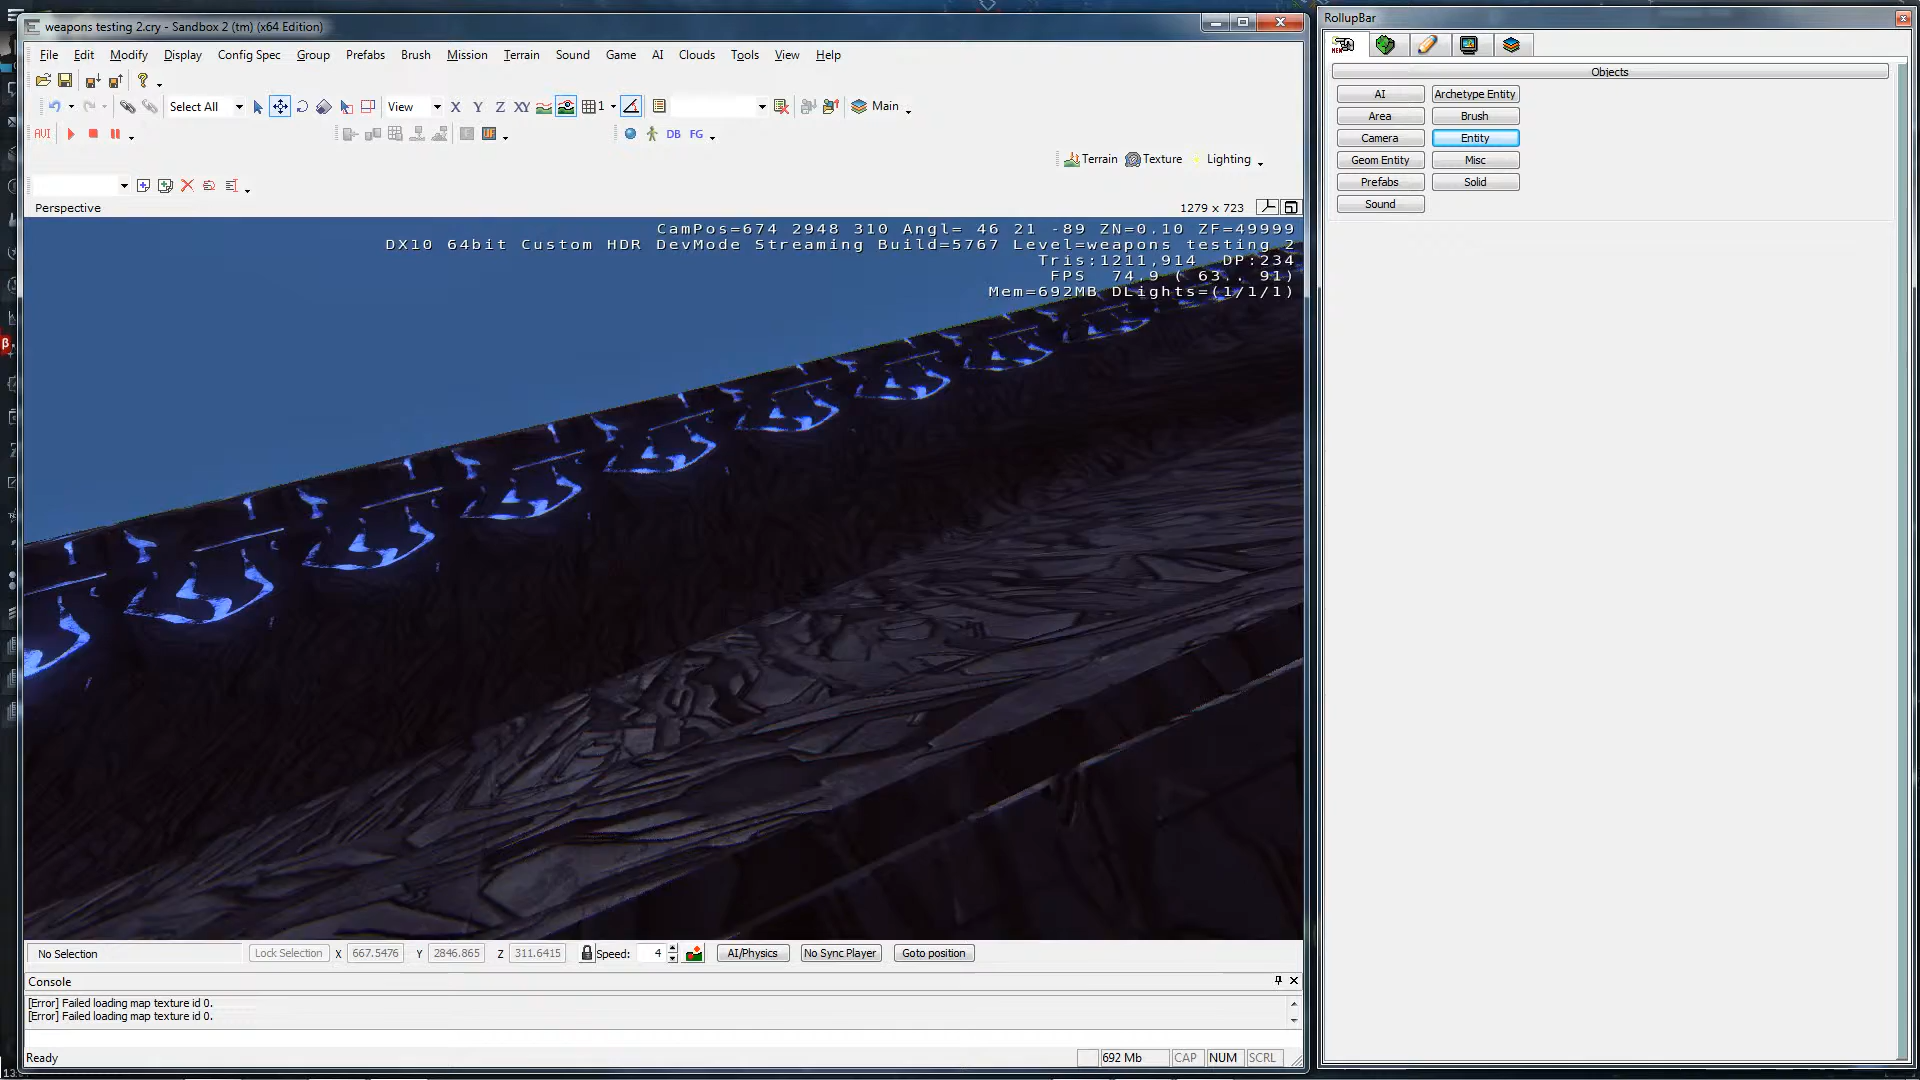 weapons testing 2.cry - Sandbox 2 (tm) (x64 Edition)
File Edit Modify Display Config Spec Group Prefabs Brush Mission Terrain Sound Game AI Clouds Tools View Help
Select All View X Y Z XY 1 Main
AVI DB FG
Terrain Texture Lighting
Perspective 1279 x 723
CamPos=674 2948 310 Angl= 46 21 -89 ZN=0.10 ZF=49999
DX10 64bit Custom HDR DevMode Streaming Build=5767 Level=weapons testing 2
Tris:1211,914 DP:234
FPS 74.9 ( 63.. 91)
Mem=692MB DLights=(1/1/1)
No Selection Lock Selection X 667.5476 Y 2846.865 Z 311.6415 Speed: 4 AI/Physics No Sync Player Goto position
Console
[Error] Failed loading map texture id 0.
[Error] Failed loading map texture id 0.
Ready 692 Mb CAP NUM SCRL
RollupBar
Objects
AI Archetype Entity
Area Brush
Camera Entity
Geom Entity Misc
Prefabs Solid
Sound